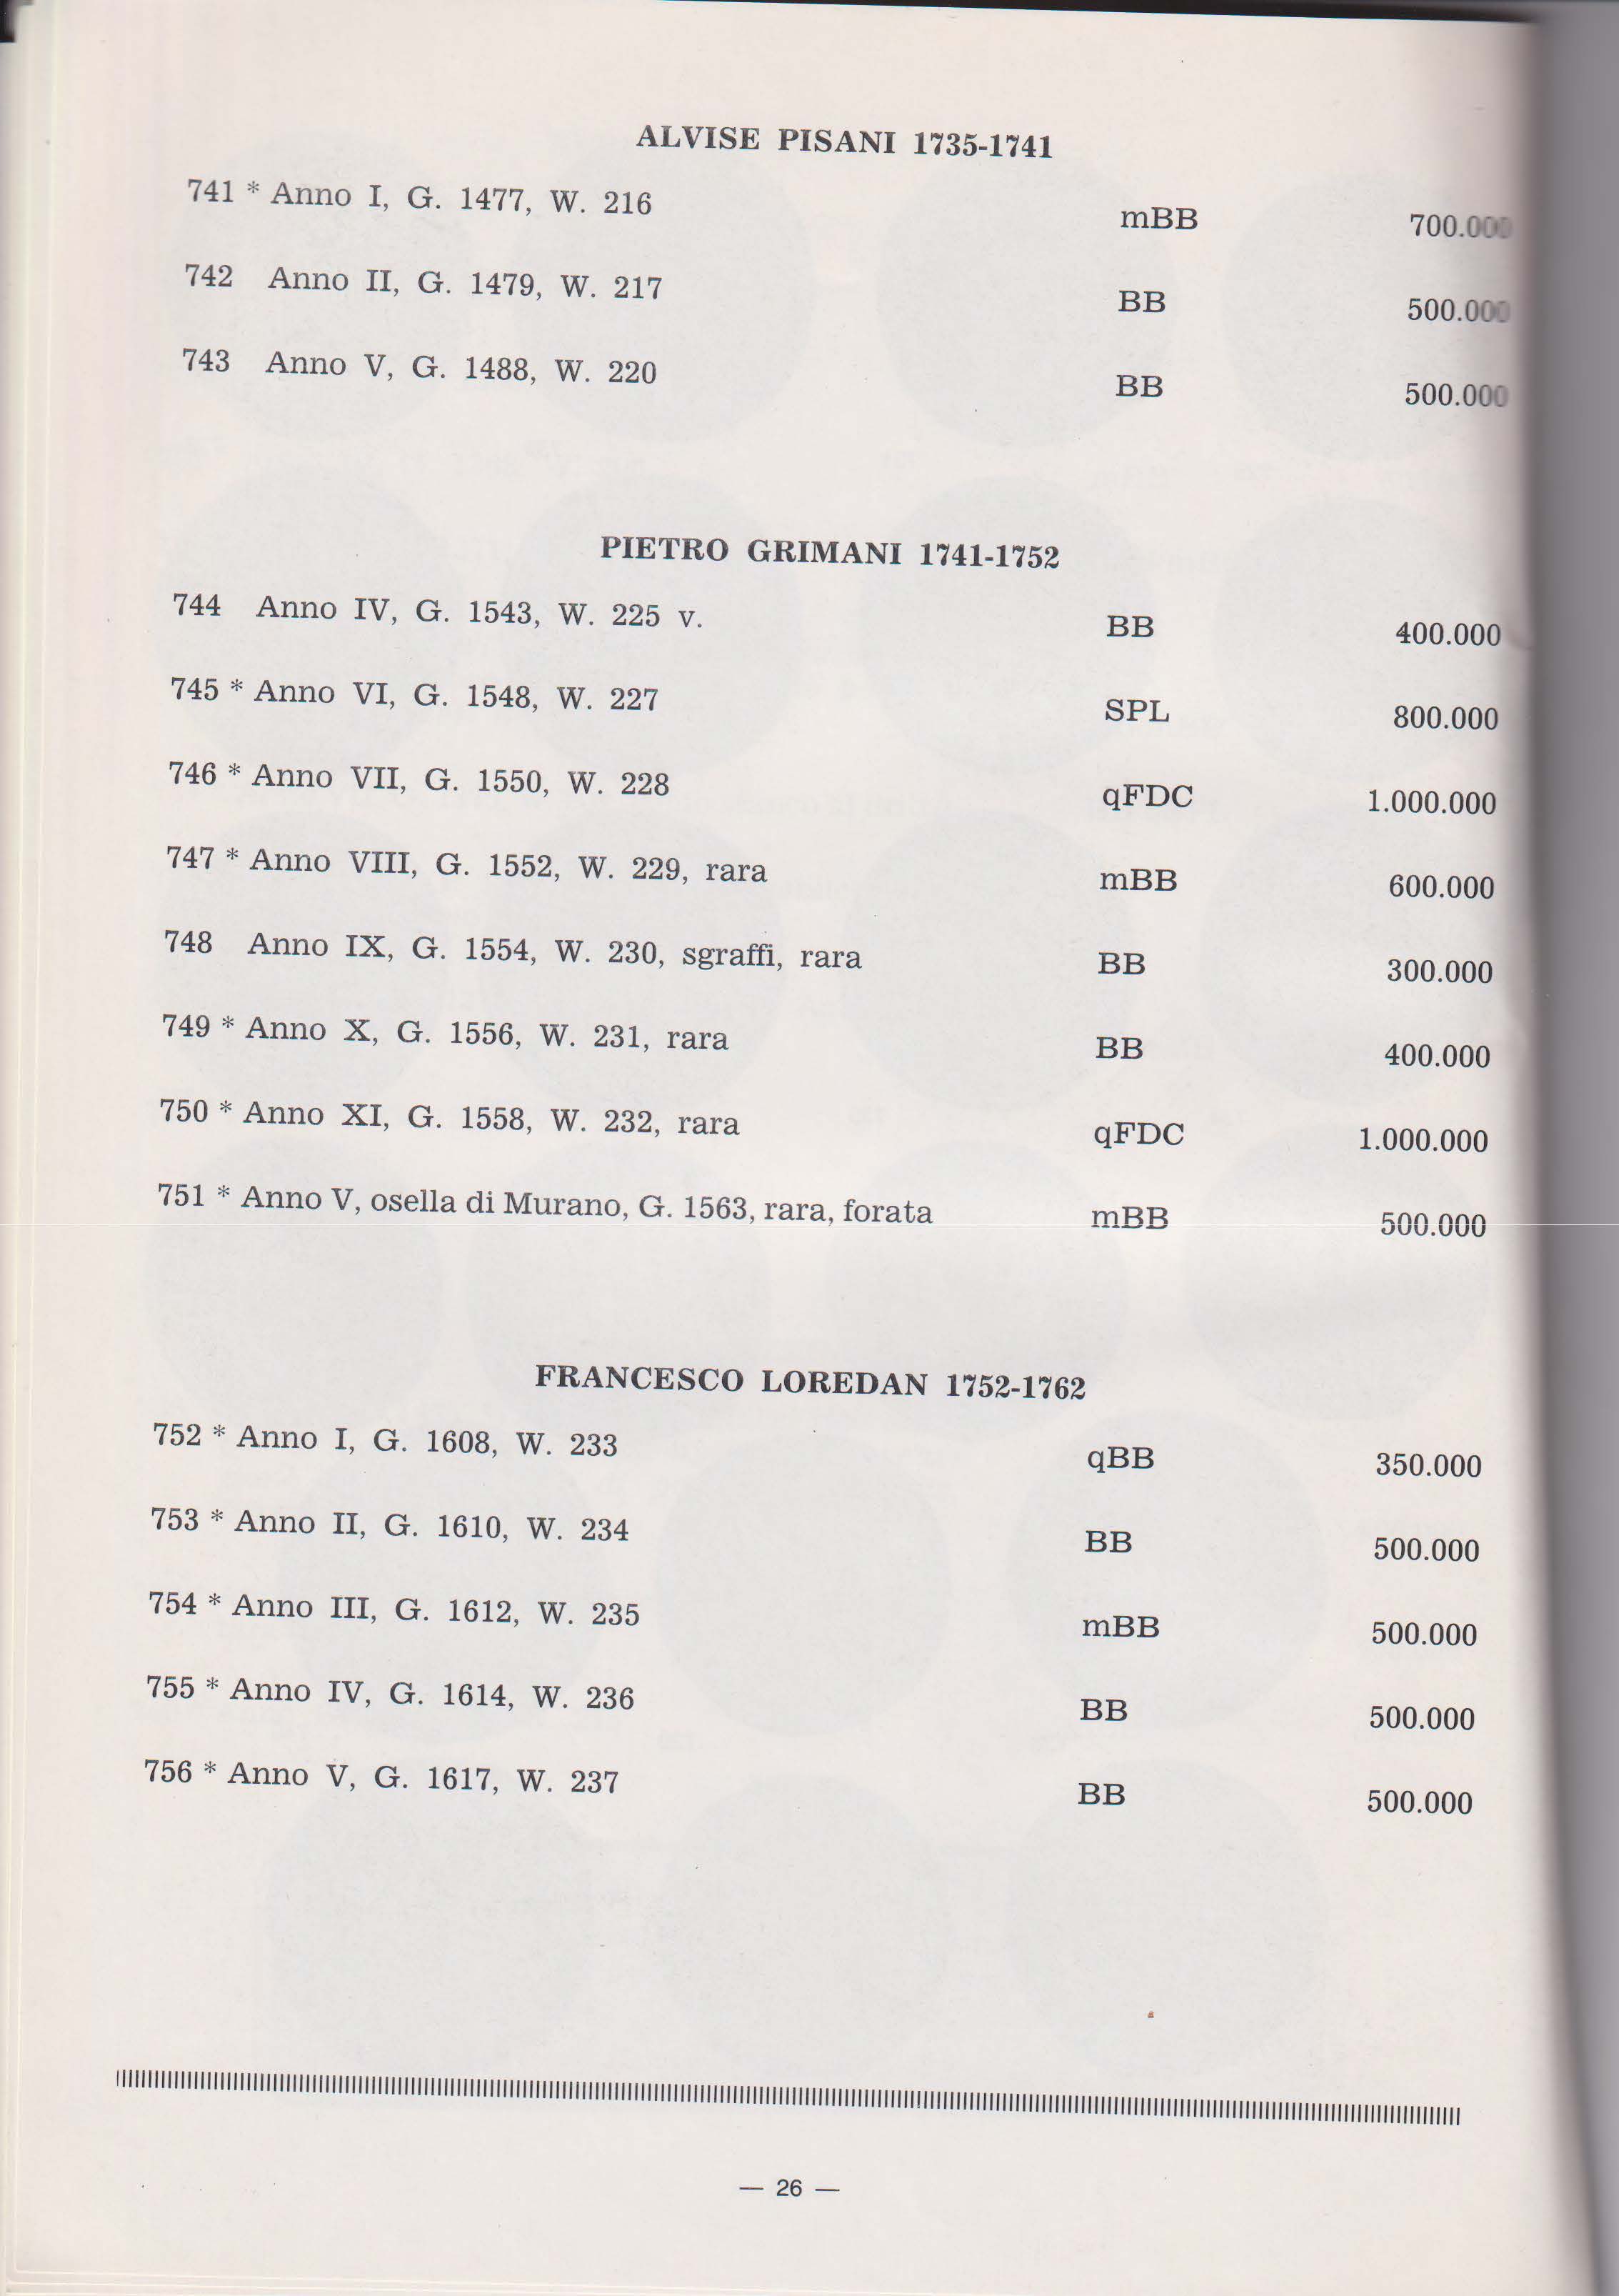 ALVISE PISANI 1735-1741
741 * Anno I, G. 1477, W. 216 mBB 700.000
742 Anno II, G. 1479, W. 217 BB 500.000
743 Anno V, G. 1488, W. 220 BB 500.000
PIETRO GRIMANI 1741-1752
744 Anno IV, G. 1543, W. 225 v. BB 400.000
745 * Anno VI, G. 1548, W. 227 SPL 800.000
746 * Anno VII, G. 1550, W. 228 qFDC 1.000.000
747 * Anno VIII, G. 1552, W. 229, rara mBB 600.000
748 Anno IX, G. 1554, W. 230, sgraffi, rara BB 300.000
749 * Anno X, G. 1556, W. 231, rara BB 400.000
750 * Anno XI, G. 1558, W. 232, rara qFDC 1.000.000
751 * Anno V, osella di Murano, G. 1563, rara, forata mBB 500.000
FRANCESCO LOREDAN 1752-1762
752 * Anno I, G. 1608, W. 233 qBB 350.000
753 * Anno II, G. 1610, W. 234 BB 500.000
754 * Anno III, G. 1612, W. 235 mBB 500.000
755 * Anno IV, G. 1614, W. 236 BB 500.000
756 * Anno V, G. 1617, W. 237 BB 500.000
— 26 —